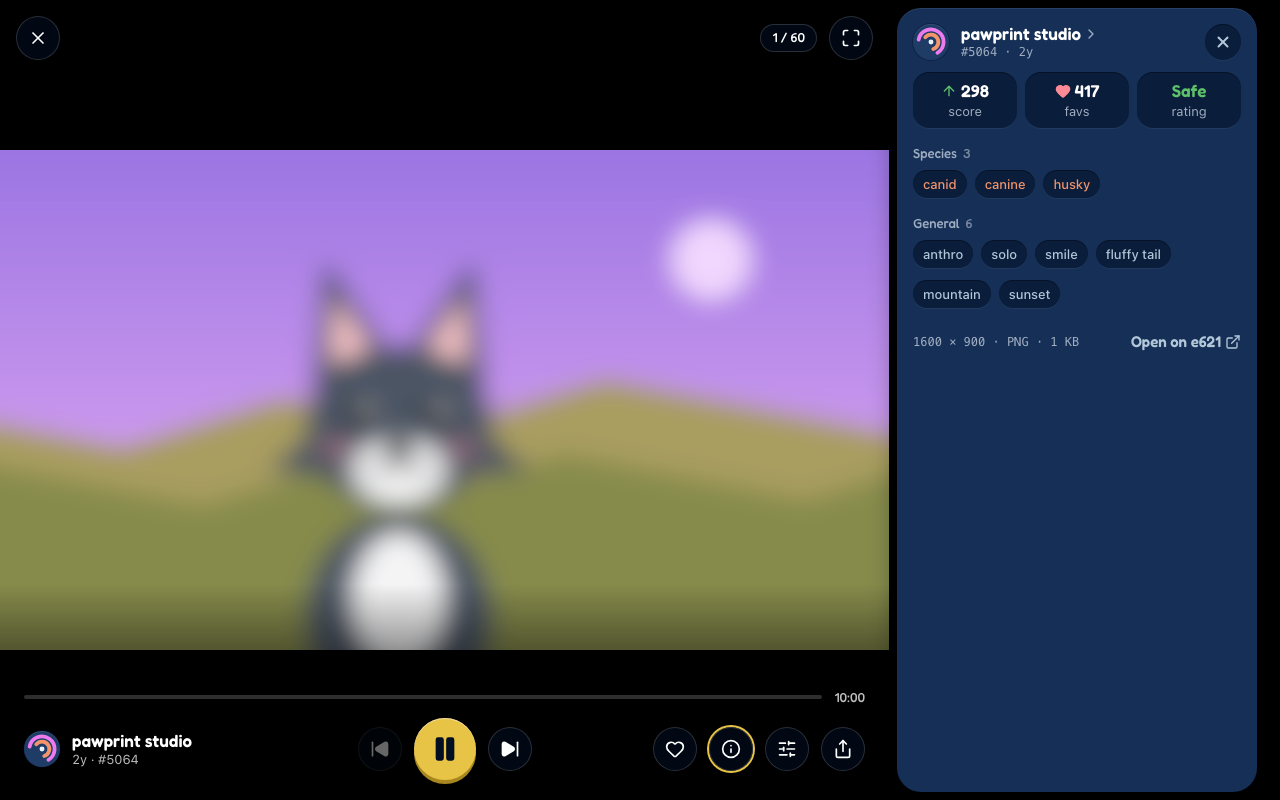 1 / 60
pawprint studio
#5064 · 2y
298
score
417
favs
Safe
rating
Species 3
canid
canine
husky
General 6
anthro
solo
smile
fluffy tail
mountain
sunset
1600 × 900 · PNG · 1 KB
Open on e621
10:00
pawprint studio
2y · #5064